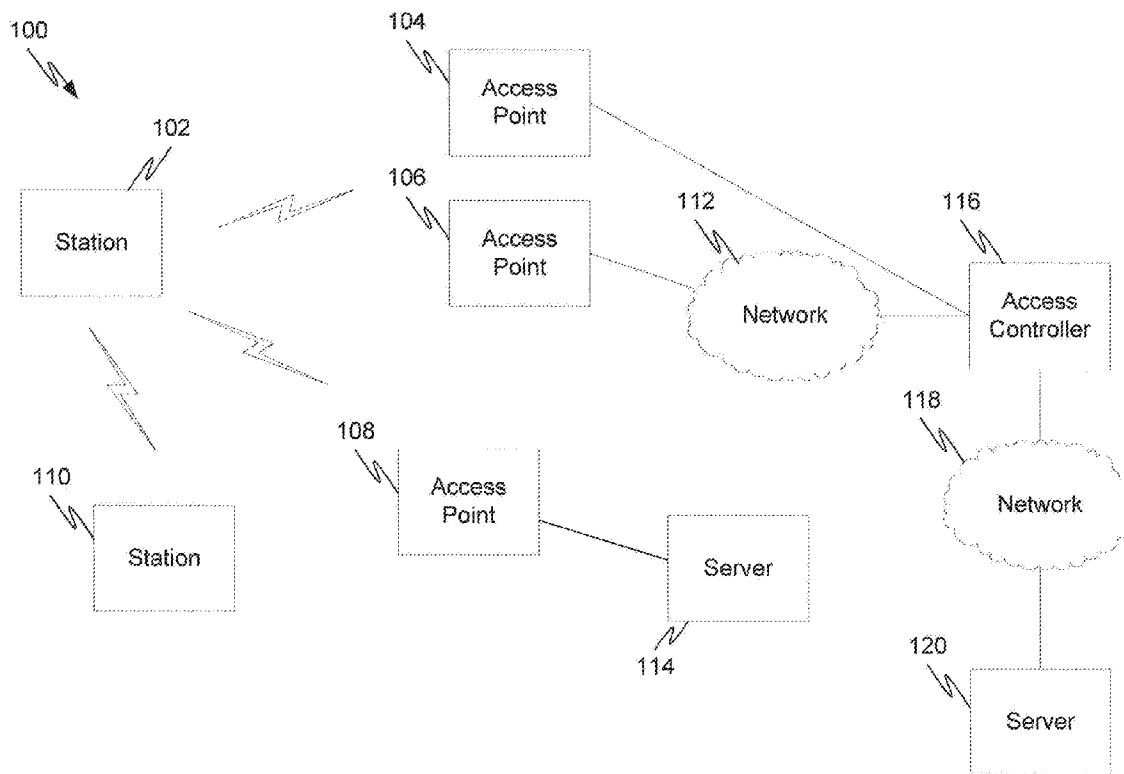 100
104
Access
Point
102
Station
106
Access
Point
112
Network
116
Access
Controller
118
Network
108
Access
Point
110
Station
Server
114
120
Server